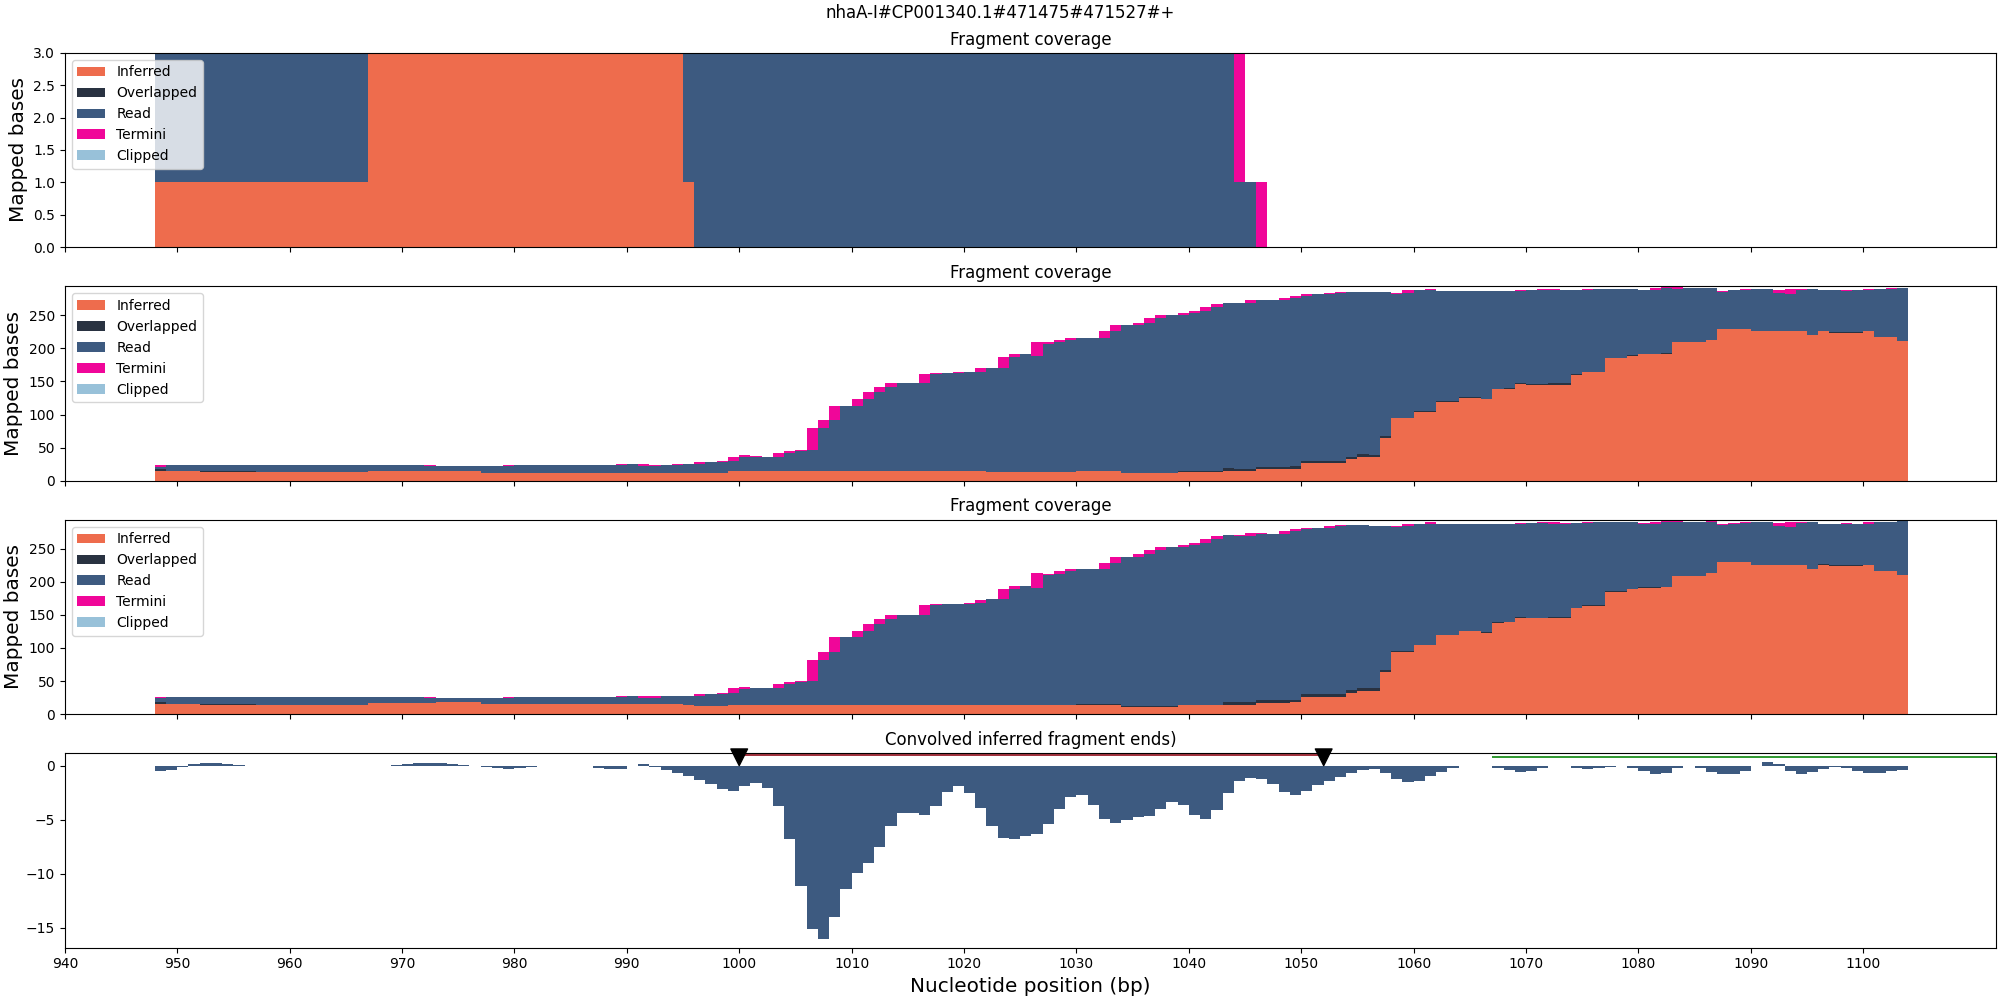 nhaA-I#CP001340.1#471475#471527#+
Fragment coverage
Mapped bases
3.0
2.5
2.0
1.5
1.0
0.5
0.0
Inferred
Overlapped
Read
Termini
Clipped
Fragment coverage
Mapped bases
250
200
150
100
50
0
Inferred
Overlapped
Read
Termini
Clipped
Fragment coverage
Mapped bases
250
200
150
100
50
0
Inferred
Overlapped
Read
Termini
Clipped
Convolved inferred fragment ends)
0
−5
−10
−15
940 950 960 970 980 990 1000 1010 1020 1030 1040 1050 1060 1070 1080 1090 1100
Nucleotide position (bp)